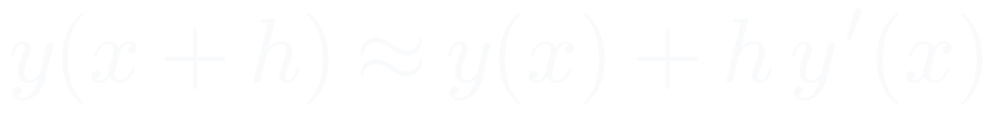 y(x + h) ≈ y(x) + h y′(x)